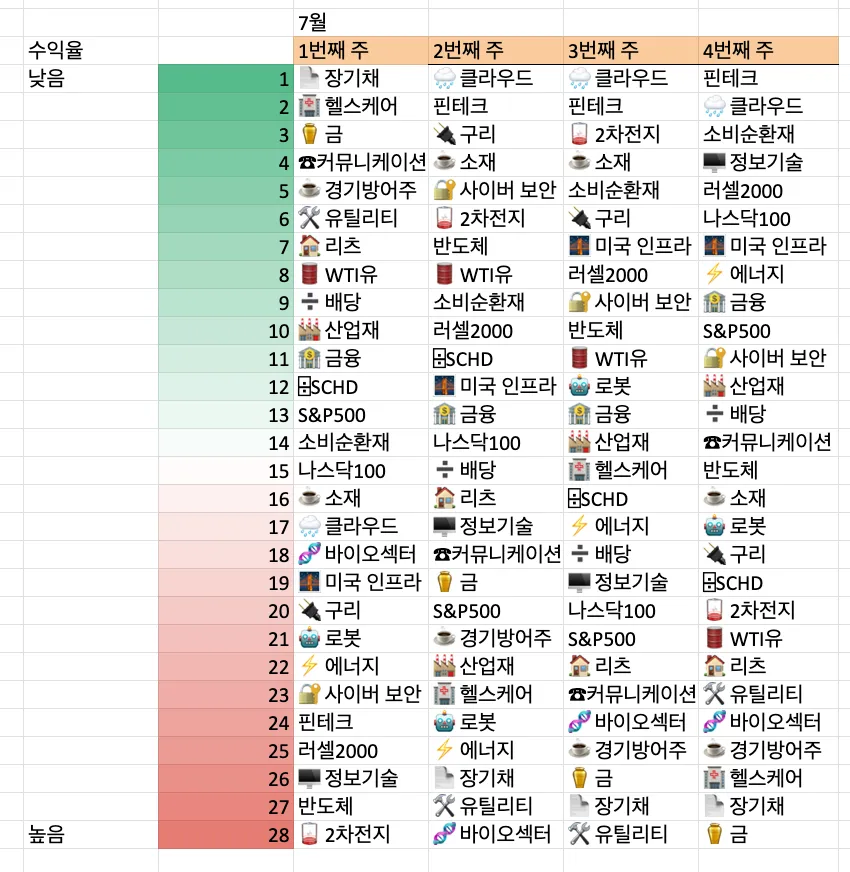 7월
수익율 1번째 주 2번째 주 3번째 주 4번째 주
낮음 1 장기채 클라우드 클라우드 핀테크
2 헬스케어 핀테크 핀테크 클라우드
3 금 구리 2차전지 소비순환재
4 ☎커뮤니케이션 소재 소재 정보기술
5 경기방어주 사이버 보안 소비순환재 러셀2000
6 유틸리티 2차전지 구리 나스닥100
7 리츠 반도체 미국 인프라 미국 인프라
8 WTI유 WTI유 러셀2000 에너지
9 ➗ 배당 소비순환재 사이버 보안 금융
10 산업재 러셀2000 반도체 S&P500
11 금융 SCHD WTI유 사이버 보안
12 SCHD 미국 인프라 로봇 산업재
13 S&P500 금융 금융 ➗ 배당
14 소비순환재 나스닥100 산업재 ☎커뮤니케이션
15 나스닥100 ➗ 배당 헬스케어 반도체
16 소재 리츠 SCHD 소재
17 클라우드 정보기술 에너지 로봇
18 바이오섹터 ☎커뮤니케이션 ➗ 배당 구리
19 미국 인프라 금 정보기술 SCHD
20 구리 S&P500 나스닥100 2차전지
21 로봇 경기방어주 S&P500 WTI유
22 에너지 산업재 리츠 리츠
23 사이버 보안 헬스케어 ☎커뮤니케이션 유틸리티
24 핀테크 로봇 바이오섹터 바이오섹터
25 러셀2000 에너지 경기방어주 경기방어주
26 정보기술 장기채 금 헬스케어
27 반도체 유틸리티 장기채 장기채
높음 28 2차전지 바이오섹터 유틸리티 금